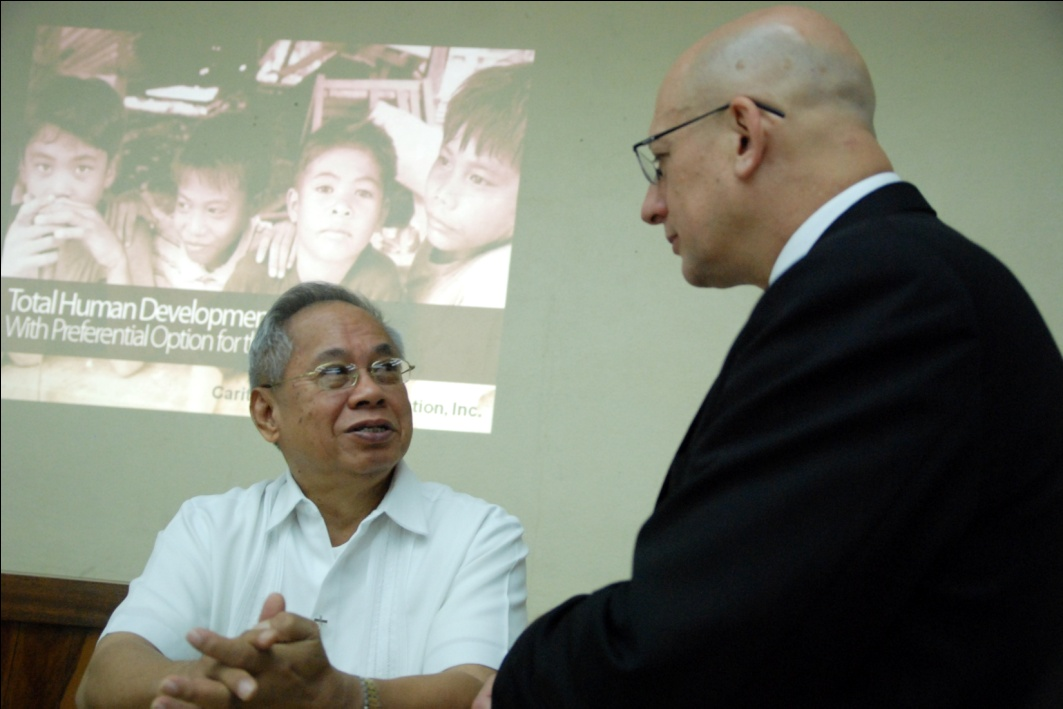 Total Human Developmen
With Preferential Option for t
Carit tion, Inc.